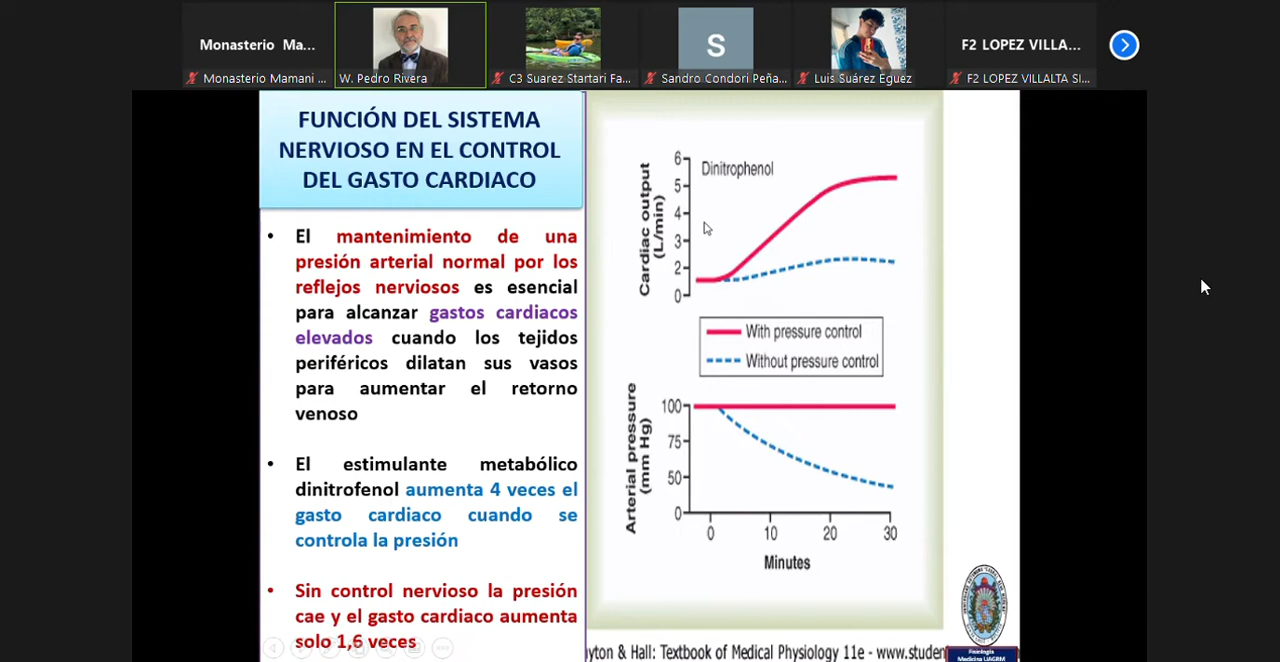 Monasterio Ma...
S
F2 LOPEZ VILLA...
Monasterio Mamani ...
W. Pedro Rivera
C3 Suarez Startari Fa...
Sandro Condori Peña...
Luis Suárez Eguez
F2 LOPEZ VILLALTA SI...
FUNCIÓN DEL SISTEMA
NERVIOSO EN EL CONTROL
DEL GASTO CARDIACO
• El mantenimiento de una
presión arterial normal por los
reflejos nerviosos es esencial
para alcanzar gastos cardiacos
elevados cuando los tejidos
periféricos dilatan sus vasos
para aumentar el retorno
venoso
• El estimulante metabólico
dinitrofenol aumenta 4 veces el
gasto cardiaco cuando se
controla la presión
• Sin control nervioso la presión
cae y el gasto cardiaco aumenta
solo 1,6 veces
Dinitrophenol
Cardiac output
(L/min)
6
5
4
3
2
0
With pressure control
Without pressure control
Arterial pressure
(mm Hg)
100
75
50
0
0 10 20 30
Minutes
yton & Hall: Textbook of Medical Physiology 11e - www.studen
Fisiología
Medicina UAGRM